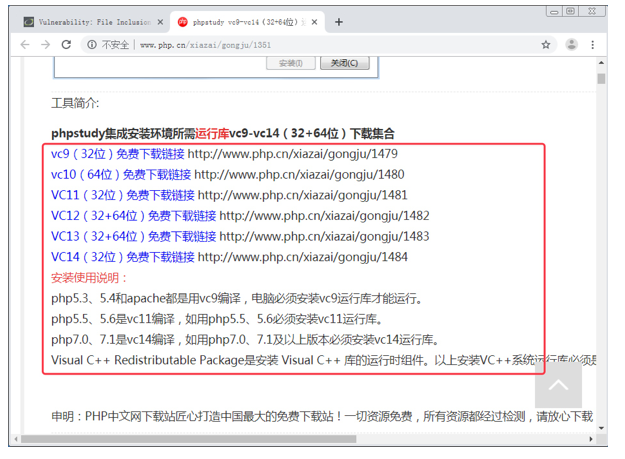 Vulnerability: File Inclusion
phpstudy vc9-vc14（32+64位）
不安全 | www.php.cn/xiazai/gongju/1351
安装(I)
关闭(C)
工具简介:
phpstudy集成安装环境所需运行库vc9-vc14（32+64位）下载集合
vc9（32位）免费下载链接 http://www.php.cn/xiazai/gongju/1479
vc10（64位）免费下载链接 http://www.php.cn/xiazai/gongju/1480
VC11（32位）免费下载链接 http://www.php.cn/xiazai/gongju/1481
VC12（32+64位）免费下载链接 http://www.php.cn/xiazai/gongju/1482
VC13（32+64位）免费下载链接 http://www.php.cn/xiazai/gongju/1483
VC14（32位）免费下载链接 http://www.php.cn/xiazai/gongju/1484
安装使用说明：
php5.3、5.4和apache都是用vc9编译，电脑必须安装vc9运行库才能运行。
php5.5、5.6是vc11编译，如用php5.5、5.6必须安装vc11运行库。
php7.0、7.1是vc14编译，如用php7.0、7.1及以上版本必须安装vc14运行库。
Visual C++ Redistributable Package是安装 Visual C++ 库的运行时组件。以上安装VC++系统运行库必须是
申明：PHP中文网下载站匠心打造中国最大的免费下载站！一切资源免费，所有资源都经过检测，请放心下载